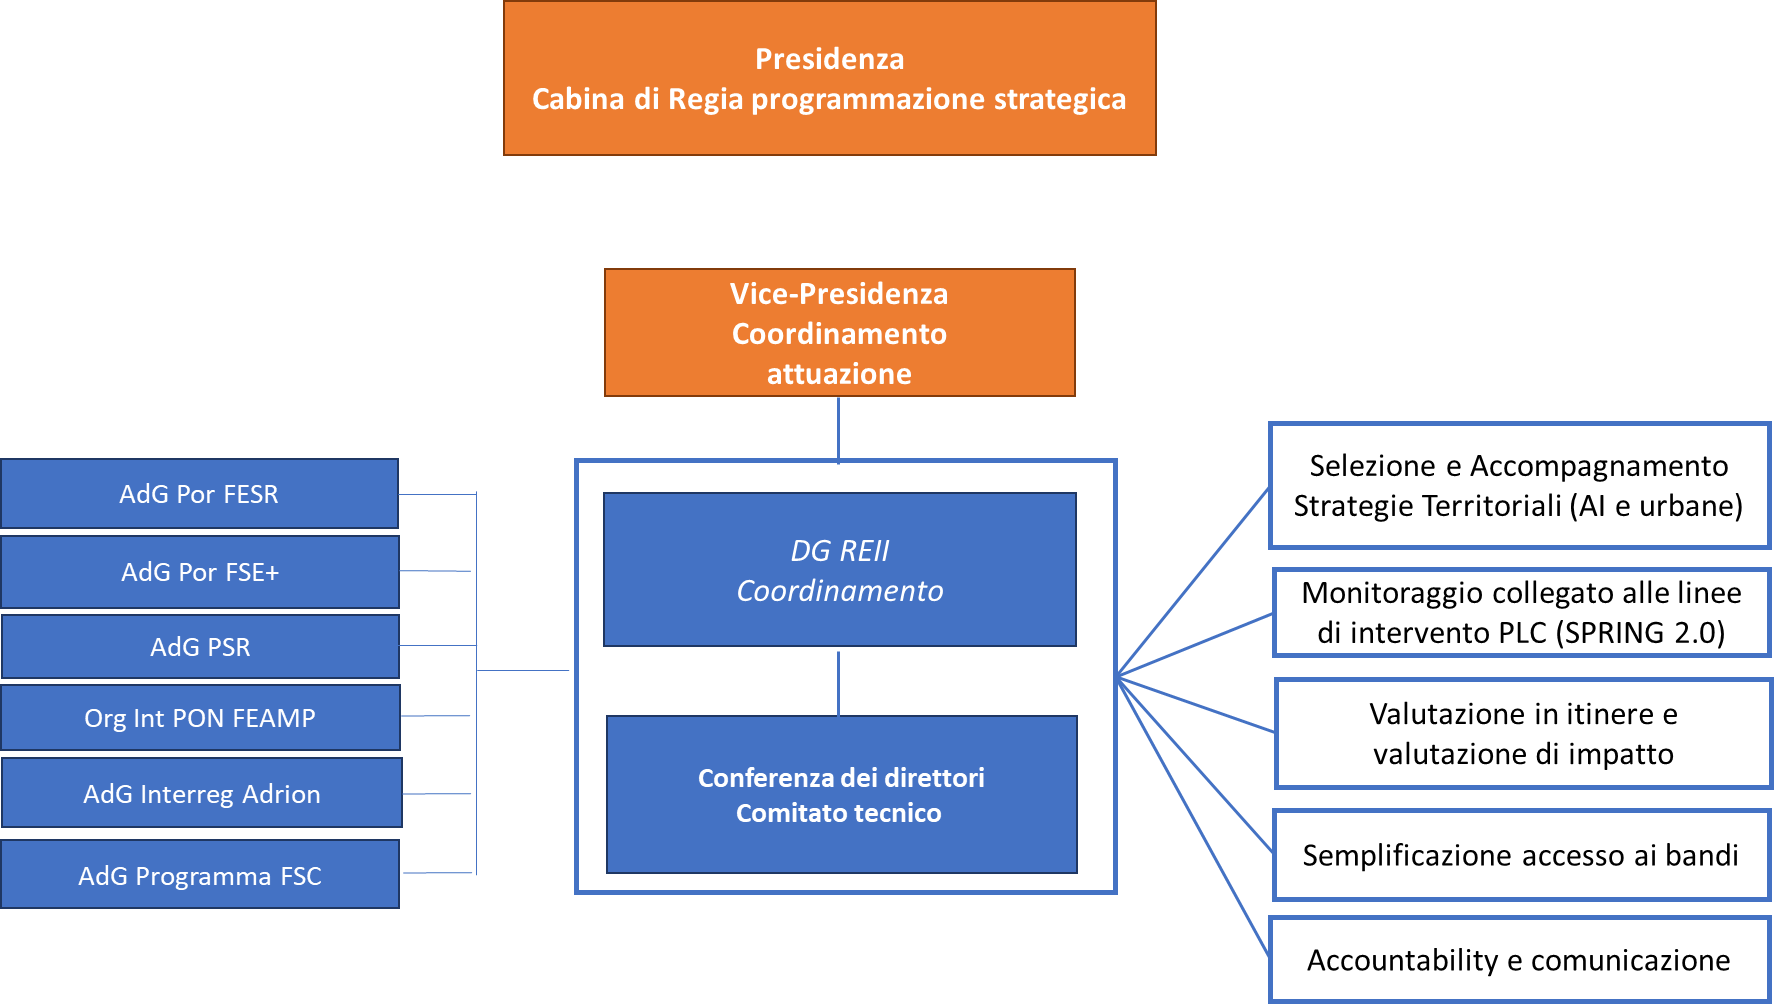 Presidenza
Cabina di Regia programmazione strategica
Vice-Presidenza
Coordinamento
attuazione
AdG Por FESR
AdG Por FSE+
AdG PSR
Org Int PON FEAMP
AdG Interreg Adrion
AdG Programma FSC
DG REII
Coordinamento
Conferenza dei direttori
Comitato tecnico
Selezione e Accompagnamento
Strategie Territoriali (AI e urbane)
Monitoraggio collegato alle linee
di intervento PLC (SPRING 2.0)
Valutazione in itinere e
valutazione di impatto
Semplificazione accesso ai bandi
Accountability e comunicazione